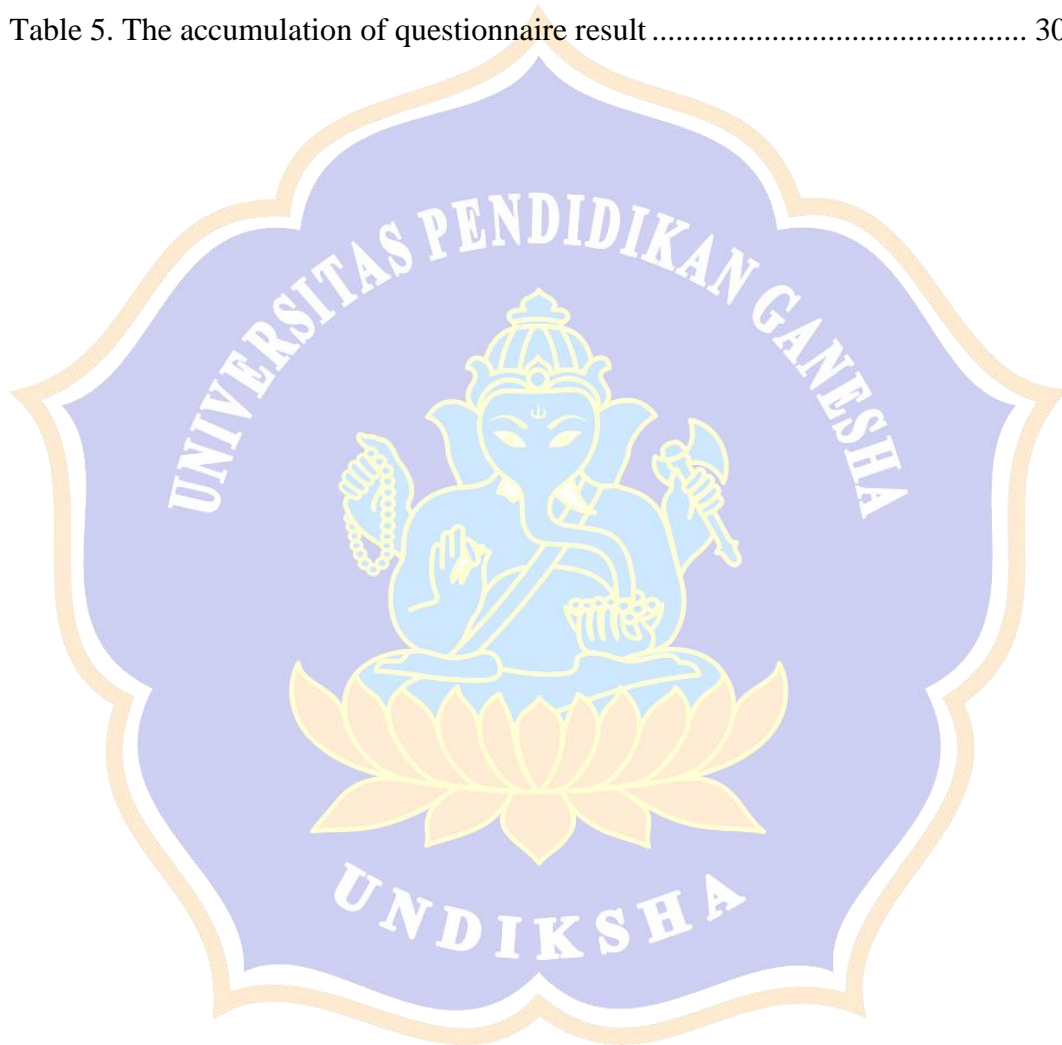 Table 5. The accumulation of questionnaire result ............................................... 30
UNIVERSITAS PENDIDIKAN GANESHA
UNDIKSHA